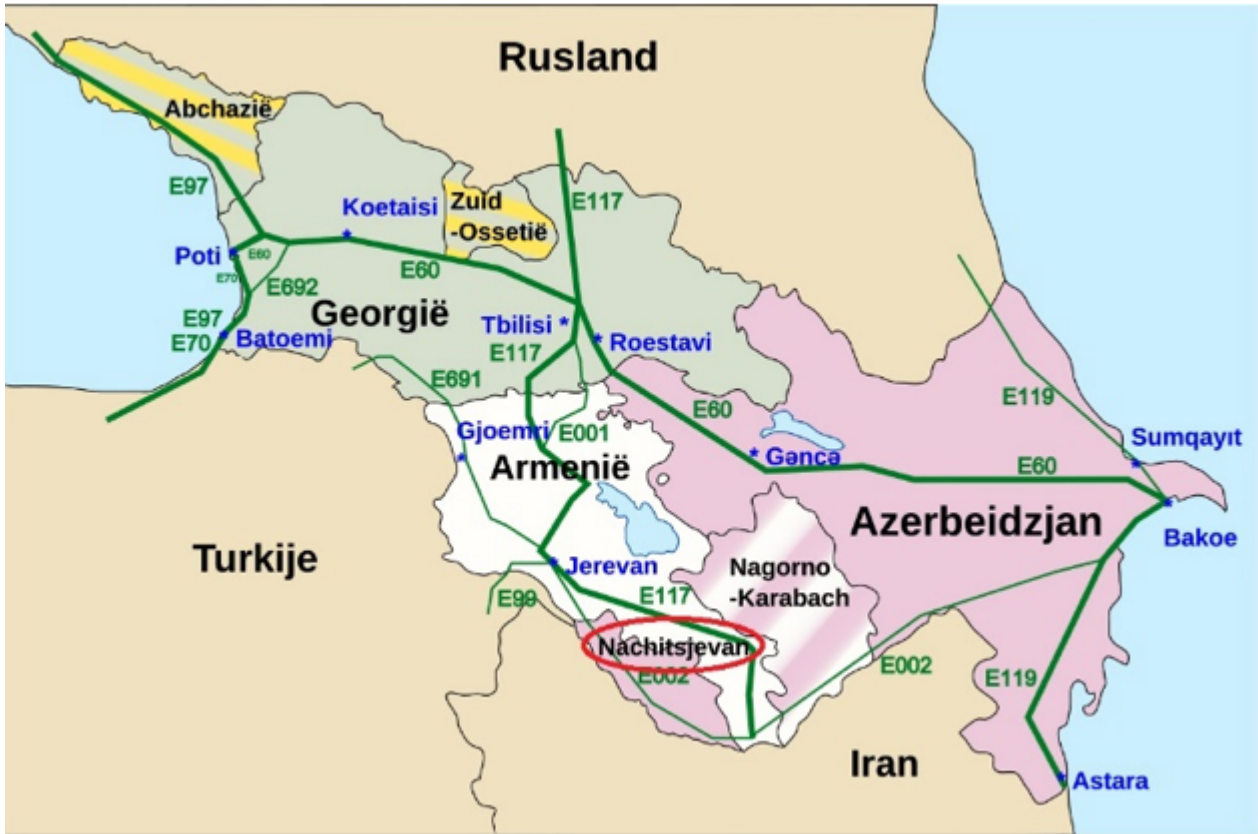 Rusland
Abchazië
E97
E117
Koetaisi
Zuid
-Ossetië
Poti
E60
E70
E692
E60
Georgië
E97
E70
Batoemi
Tbilisi
Roestavi
E117
E691
E119
E60
Gjoemri
E001
Armenië
Gəncə
Sumqayıt
E60
Azerbeidzjan
Bakoe
Turkije
Jerevan
E99
E117
Nagorno
-Karabach
Nachitsjevan
E002
E002
E119
Iran
Astara